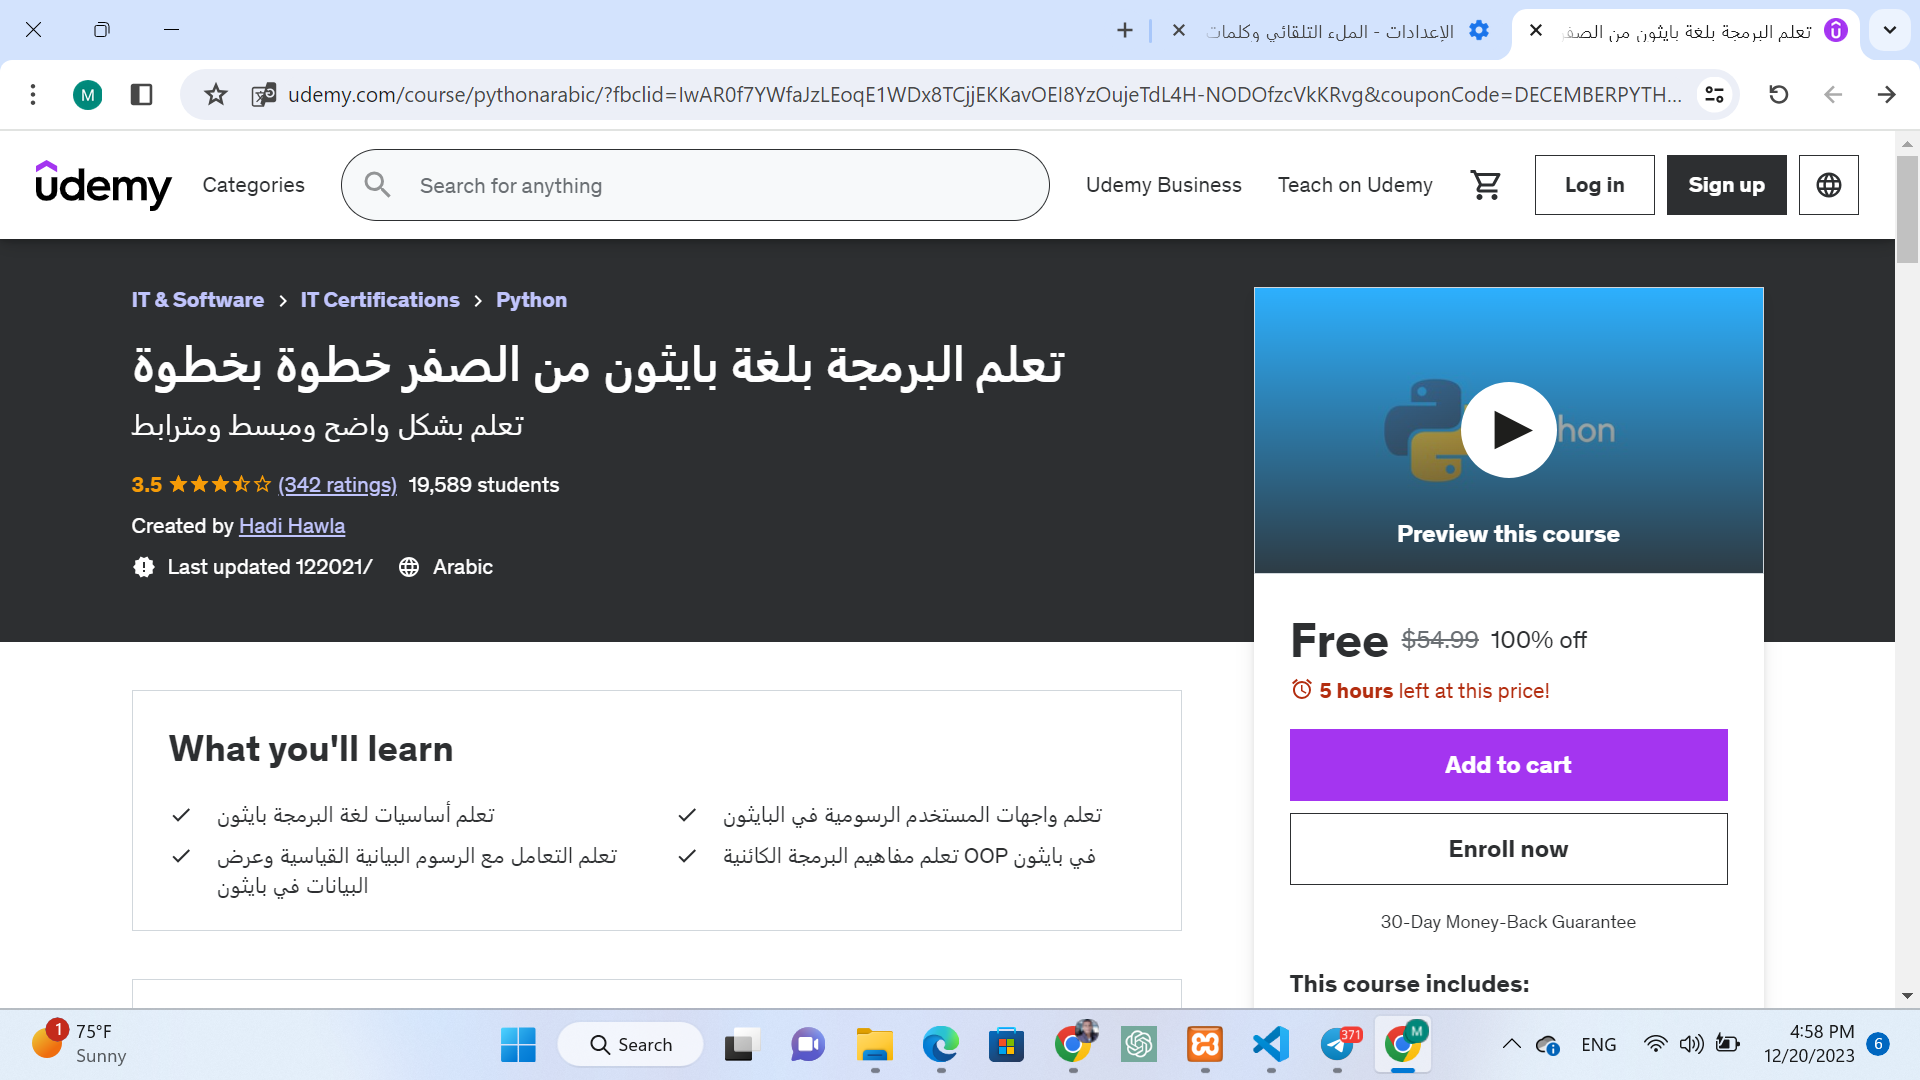 تعلم البرمجة بلغة بايثون من الصفر
الإعدادات - الملء التلقائي وكلمات
M
udemy.com/course/pythonarabic/?fbclid=IwAR0f7YWfaJzLEoqE1WDx8TCjjEKKavOEI8YzOujeTdL4H-NODOfzcVkKRvg&couponCode=DECEMBERPYTH...
udemy
Categories
Search for anything
Udemy Business
Teach on Udemy
Log in
Sign up
IT & Software > IT Certifications > Python
تعلم البرمجة بلغة بايثون من الصفر خطوة بخطوة
تعلم بشكل واضح ومبسط ومترابط
3.5 (342 ratings) 19,589 students
Created by Hadi Hawla
Last updated 122021/ Arabic
hon
Preview this course
Free $54.99 100% off
5 hours left at this price!
Add to cart
Enroll now
30-Day Money-Back Guarantee
This course includes:
What you'll learn
تعلم أساسيات لغة البرمجة بايثون
تعلم واجهات المستخدم الرسومية في البايثون
تعلم التعامل مع الرسوم البيانية القياسية وعرض
البيانات في بايثون
في بايثون OOP تعلم مفاهيم البرمجة الكائنية
1
75°F
Sunny
Search
371
M
ENG
4:58 PM
12/20/2023
6